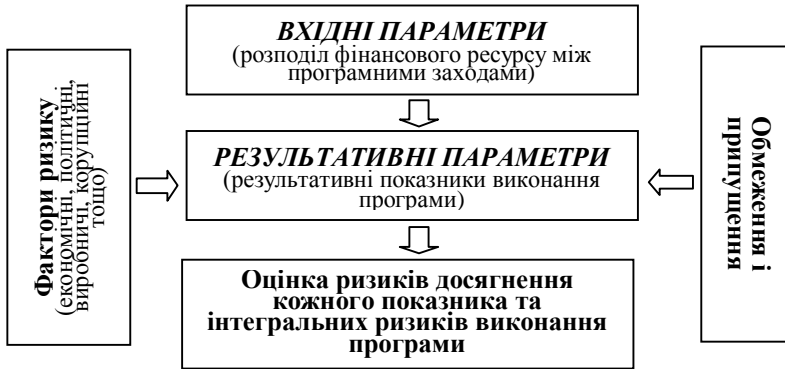 ВХІДНІ ПАРАМЕТРИ
(розподіл фінансового ресурсу між
програмними заходами)
Фактори ризику
(економічні, політичні,
виробничі, корупційні
тощо)
РЕЗУЛЬТАТИВНІ ПАРАМЕТРИ
(результативні показники виконання
програми)
Обмеження і
припущення
Оцінка ризиків досягнення
кожного показника та
інтегральних ризиків виконання
програми